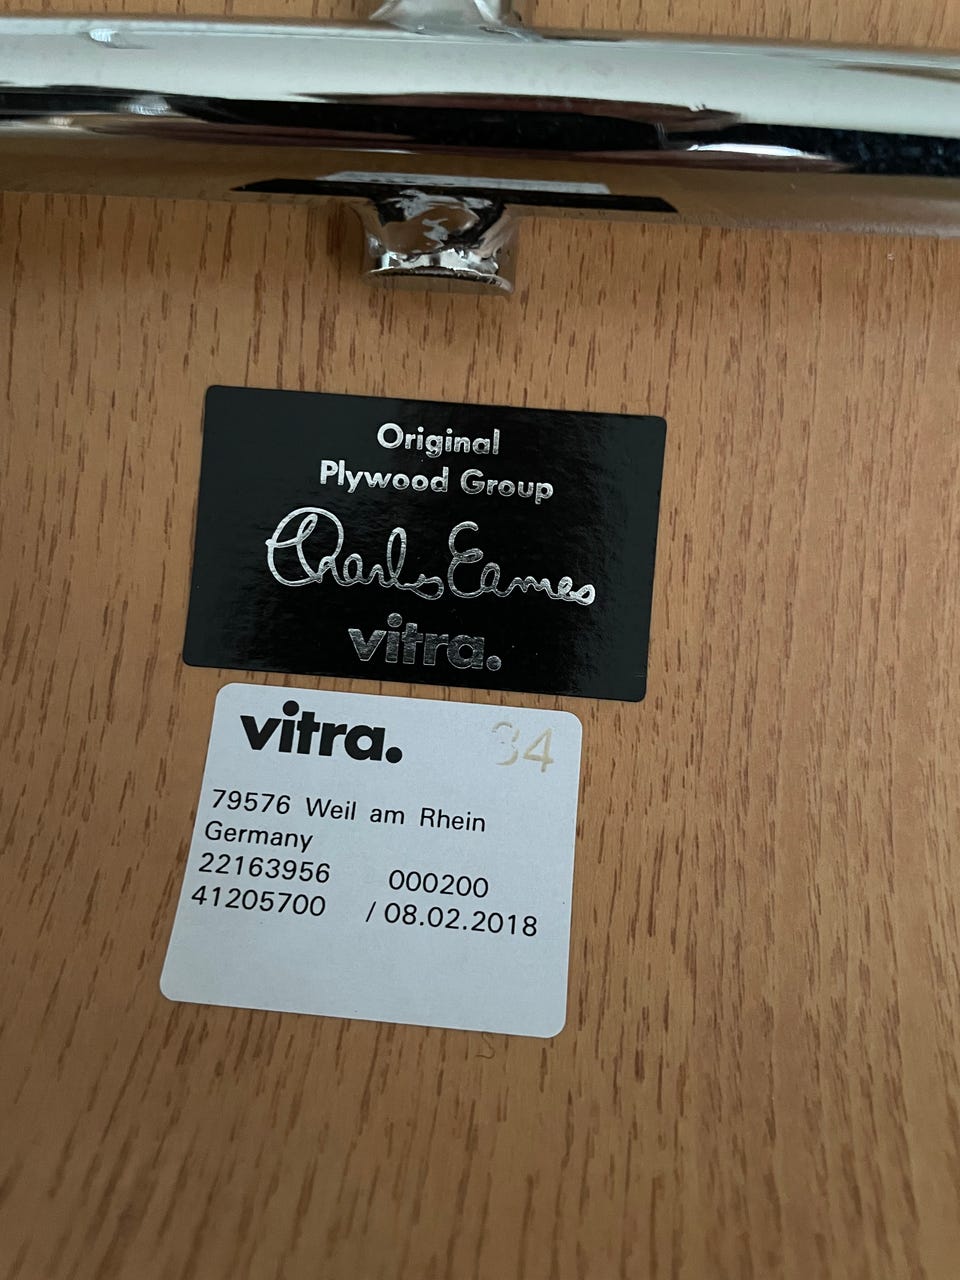 Original
Plywood Group
Charles Eames
vitra.
vitra. 34
79576 Weil am Rhein
Germany
22163956 000200
41205700 / 08.02.2018